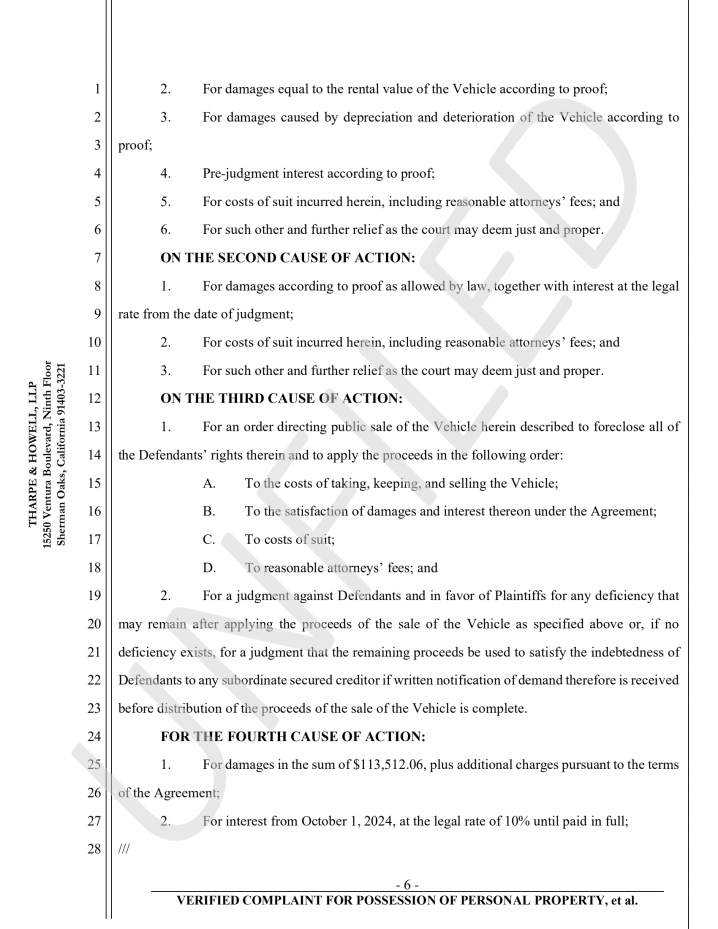 1 2. For damages equal to the rental value of the Vehicle according to proof;
2 3. For damages caused by depreciation and deterioration of the Vehicle according to
3 proof;
4 4. Pre-judgment interest according to proof;
5 5. For costs of suit incurred herein, including reasonable attorneys’ fees; and
6 6. For such other and further relief as the court may deem just and proper.
7 ON THE SECOND CAUSE OF ACTION:
8 1. For damages according to proof as allowed by law, together with interest at the legal
9 rate from the date of judgment;
10 2. For costs of suit incurred herein, including reasonable attorneys’ fees; and
11 3. For such other and further relief as the court may deem just and proper.
12 ON THE THIRD CAUSE OF ACTION:
13 1. For an order directing public sale of the Vehicle herein described to foreclose all of
14 the Defendants’ rights therein and to apply the proceeds in the following order:
15 A. To the costs of taking, keeping, and selling the Vehicle;
16 B. To the satisfaction of damages and interest thereon under the Agreement;
17 C. To costs of suit;
18 D. To reasonable attorneys’ fees; and
19 2. For a judgment against Defendants and in favor of Plaintiffs for any deficiency that
20 may remain after applying the proceeds of the sale of the Vehicle as specified above or, if no
21 deficiency exists, for a judgment that the remaining proceeds be used to satisfy the indebtedness of
22 Defendants to any subordinate secured creditor if written notification of demand therefore is received
23 before distribution of the proceeds of the sale of the Vehicle is complete.
24 FOR THE FOURTH CAUSE OF ACTION:
25 1. For damages in the sum of $113,512.06, plus additional charges pursuant to the terms
26 of the Agreement;
27 2. For interest from October 1, 2024, at the legal rate of 10% until paid in full;
28 ///
- 6 -
VERIFIED COMPLAINT FOR POSSESSION OF PERSONAL PROPERTY, et al.
THARPE & HOWELL, LLP
15250 Ventura Boulevard, Ninth Floor
Sherman Oaks, California 91403-3221
UNFILED